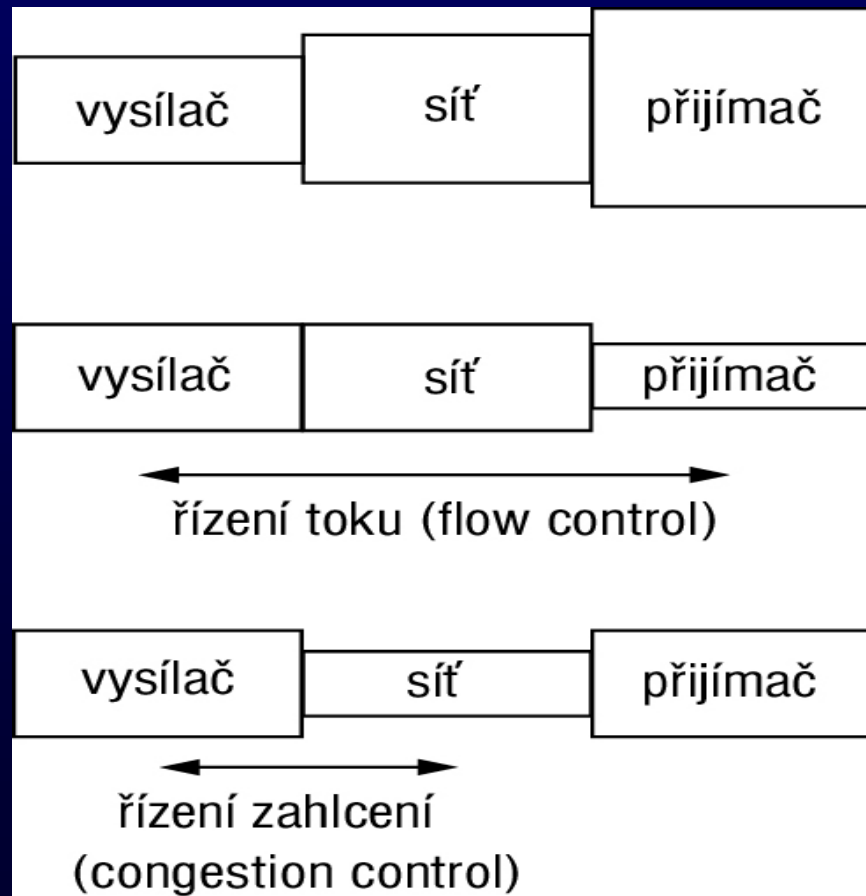 vysílač síť přijímač
vysílač síť přijímač
řízení toku (flow control)
vysílač síť přijímač
řízení zahlcení
(congestion control)